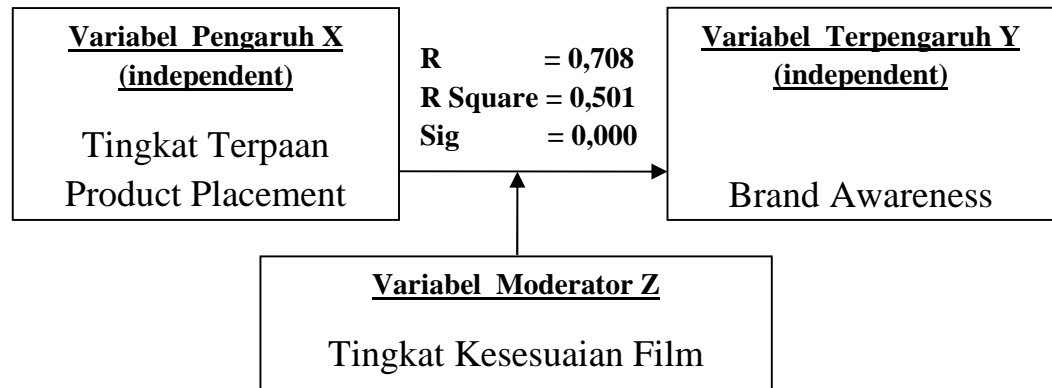 Variabel Pengaruh X
(independent)
Tingkat Terpaan
Product Placement
R = 0,708
R Square = 0,501
Sig = 0,000
Variabel Terpengaruh Y
(independent)
Brand Awareness
Variabel Moderator Z
Tingkat Kesesuaian Film